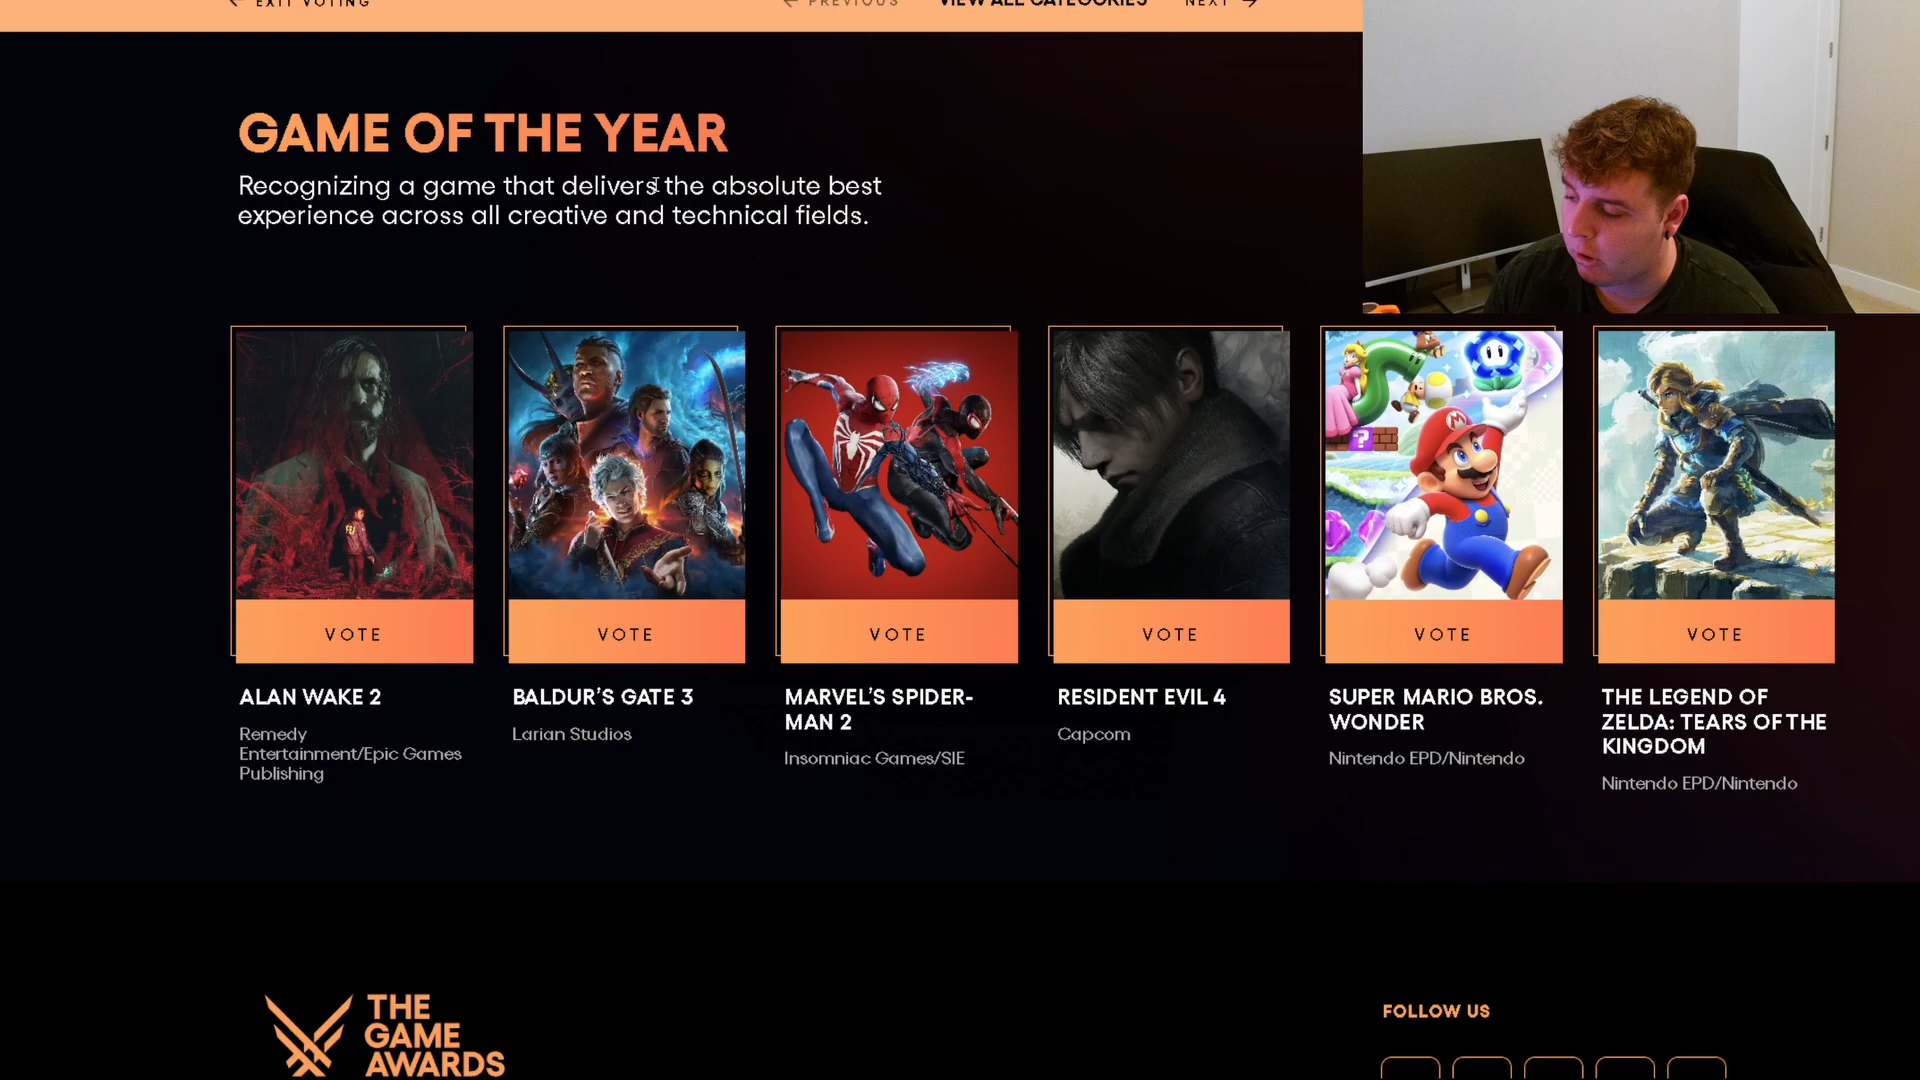 EXIT VOTING
PREVIOUS
VIEW ALL CATEGORIES
NEXT
GAME OF THE YEAR
Recognizing a game that delivers the absolute best
experience across all creative and technical fields.
?
VOTE
VOTE
VOTE
VOTE
VOTE
VOTE
ALAN WAKE 2
Remedy
Entertainment/Epic Games
Publishing
BALDUR'S GATE 3
Larian Studios
MARVEL'S SPIDER-
MAN 2
Insomniac Games/SIE
RESIDENT EVIL 4
Capcom
SUPER MARIO BROS.
WONDER
Nintendo EPD/Nintendo
THE LEGEND OF
ZELDA: TEARS OF THE
KINGDOM
Nintendo EPD/Nintendo
THE
GAME
AWARDS
FOLLOW US